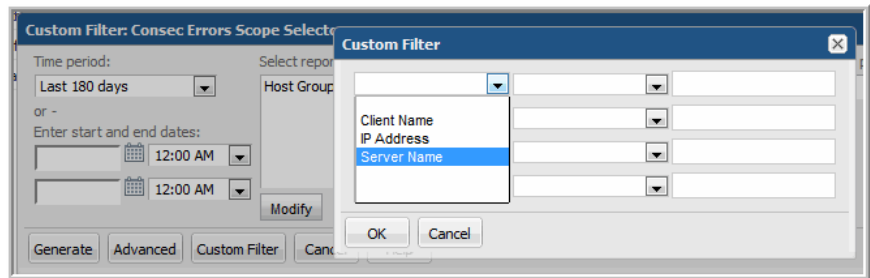 Custom Filter: Consec Errors Scope Selecto
Time period:
Select repor
Last 180 days
Host Group
or -
Enter start and end dates:
12:00 AM
12:00 AM
Modify
Generate
Advanced
Custom Filter
Custom Filter
Client Name
IP Address
Server Name
OK
Cancel